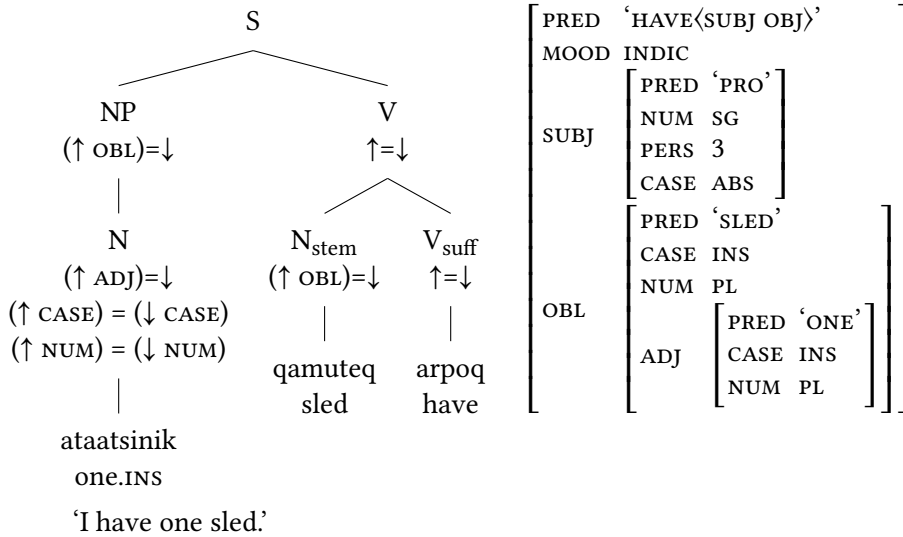 S
NP V
(↑ OBL)=↓ ↑=↓
N Nstem Vsuff
(↑ ADJ)=↓ (↑ OBL)=↓ ↑=↓
(↑ CASE) = (↓ CASE)
(↑ NUM) = (↓ NUM)
qamuteq arpoq
sled have
ataatsinik
one.INS
‘I have one sled.’
PRED ‘HAVE⟨SUBJ OBJ⟩’
MOOD INDIC
SUBJ
PRED ‘PRO’
NUM SG
PERS 3
CASE ABS
OBL
PRED ‘SLED’
CASE INS
NUM PL
ADJ
PRED ‘ONE’
CASE INS
NUM PL